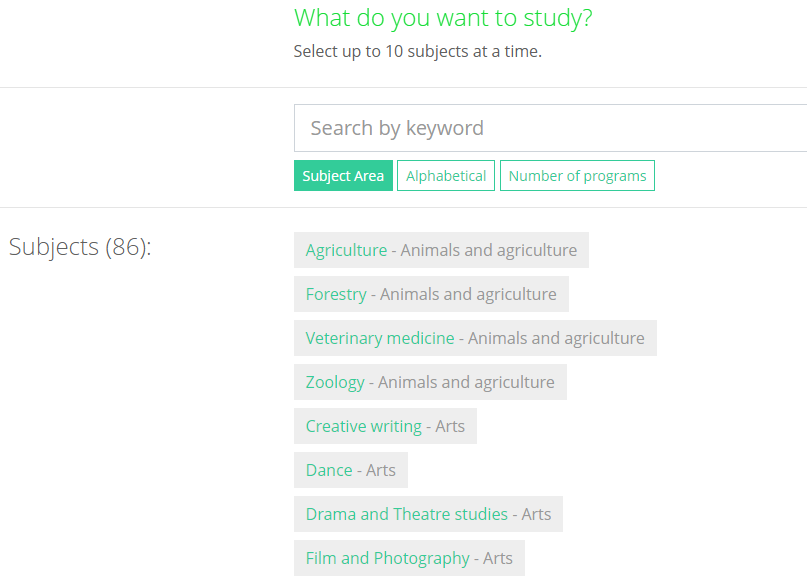 What do you want to study?
Select up to 10 subjects at a time.
Search by keyword
Subject Area Alphabetical Number of programs
Subjects (86):
Agriculture - Animals and agriculture
Forestry - Animals and agriculture
Veterinary medicine - Animals and agriculture
Zoology - Animals and agriculture
Creative writing - Arts
Dance - Arts
Drama and Theatre studies - Arts
Film and Photography - Arts